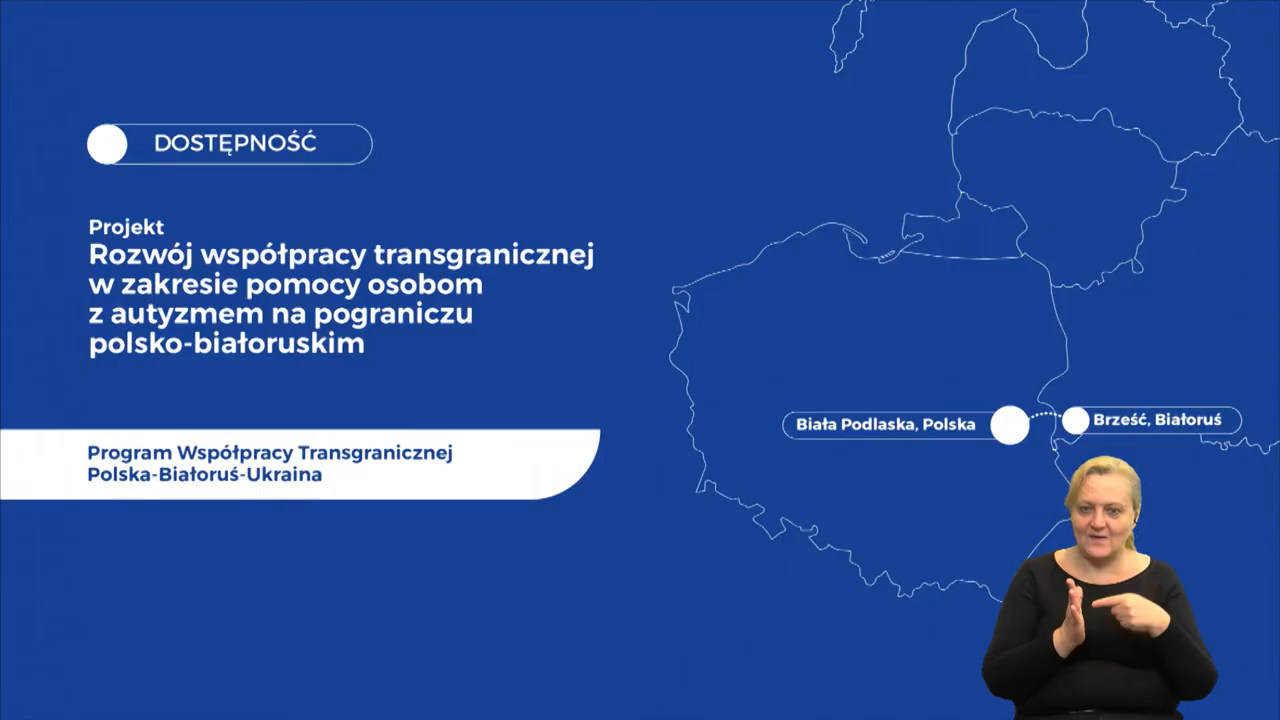 DOSTĘPNOŚĆ
Projekt
Rozwój współpracy transgranicznej
w zakresie pomocy osobom
z autyzmem na pograniczu
polsko-białoruskim
Program Współpracy Transgranicznej
Polska-Białoruś-Ukraina
Biała Podlaska, Polska
Brześć, Białoruś